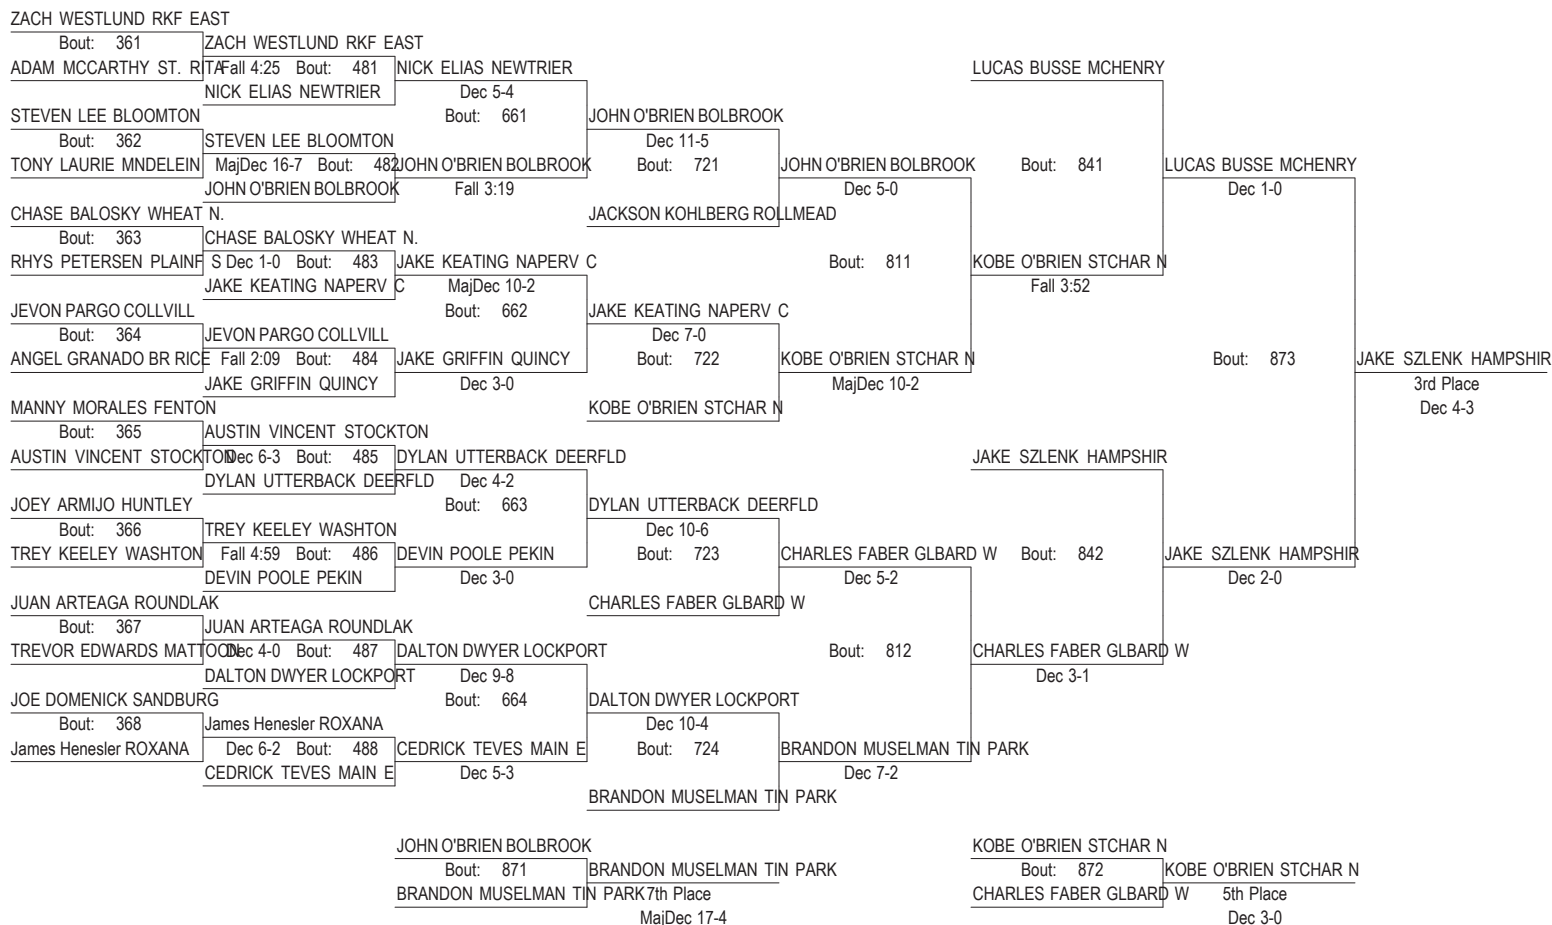 ZACH WESTLUND RKF EAST
Bout: 361 ZACH WESTLUND RKF EAST
ADAM MCCARTHY ST. RITA Fall 4:25 Bout: 481 NICK ELIAS NEWTRIER LUCAS BUSSE MCHENRY
NICK ELIAS NEWTRIER Dec 5-4
STEVEN LEE BLOOMTON Bout: 661 JOHN O'BRIEN BOLBROOK
Bout: 362 STEVEN LEE BLOOMTON Dec 11-5
TONY LAURIE MNDELEIN MajDec 16-7 Bout: 482 JOHN O'BRIEN BOLBROOK Bout: 721 JOHN O'BRIEN BOLBROOK Bout: 841 LUCAS BUSSE MCHENRY
JOHN O'BRIEN BOLBROOK Fall 3:19 Dec 5-0 Dec 1-0
CHASE BALOSKY WHEAT N. JACKSON KOHLBERG ROLLMEAD
Bout: 363 CHASE BALOSKY WHEAT N.
RHYS PETERSEN PLAINF S Dec 1-0 Bout: 483 JAKE KEATING NAPERV C Bout: 811 KOBE O'BRIEN STCHAR N
JAKE KEATING NAPERV C MajDec 10-2 Fall 3:52
JEVON PARGO COLLVILL Bout: 662 JAKE KEATING NAPERV C
Bout: 364 JEVON PARGO COLLVILL Dec 7-0
ANGEL GRANADO BR RICE Fall 2:09 Bout: 484 JAKE GRIFFIN QUINCY Bout: 722 KOBE O'BRIEN STCHAR N Bout: 873 JAKE SZLENK HAMPSHIR
JAKE GRIFFIN QUINCY Dec 3-0 MajDec 10-2 3rd Place
MANNY MORALES FENTON KOBE O'BRIEN STCHAR N Dec 4-3
Bout: 365 AUSTIN VINCENT STOCKTON
AUSTIN VINCENT STOCKTON Dec 6-3 Bout: 485 DYLAN UTTERBACK DEERFLD JAKE SZLENK HAMPSHIR
DYLAN UTTERBACK DEERFLD Dec 4-2
JOEY ARMIJO HUNTLEY Bout: 663 DYLAN UTTERBACK DEERFLD
Bout: 366 TREY KEELEY WASHTON Dec 10-6
TREY KEELEY WASHTON Fall 4:59 Bout: 486 DEVIN POOLE PEKIN Bout: 723 CHARLES FABER GLBARD W Bout: 842 JAKE SZLENK HAMPSHIR
DEVIN POOLE PEKIN Dec 3-0 Dec 5-2 Dec 2-0
JUAN ARTEAGA ROUNDLAK CHARLES FABER GLBARD W
Bout: 367 JUAN ARTEAGA ROUNDLAK
TREVOR EDWARDS MATTOON Dec 4-0 Bout: 487 DALTON DWYER LOCKPORT Bout: 812 CHARLES FABER GLBARD W
DALTON DWYER LOCKPORT Dec 9-8 Dec 3-1
JOE DOMENICK SANDBURG Bout: 664 DALTON DWYER LOCKPORT
Bout: 368 James Henesler ROXANA Dec 10-4
James Henesler ROXANA Dec 6-2 Bout: 488 CEDRICK TEVES MAIN E Bout: 724 BRANDON MUSELMAN TIN PARK
CEDRICK TEVES MAIN E Dec 5-3 Dec 7-2
BRANDON MUSELMAN TIN PARK
JOHN O'BRIEN BOLBROOK KOBE O'BRIEN STCHAR N
Bout: 871 BRANDON MUSELMAN TIN PARK Bout: 872 KOBE O'BRIEN STCHAR N
BRANDON MUSELMAN TIN PARK 7th Place CHARLES FABER GLBARD W 5th Place
MajDec 17-4 Dec 3-0